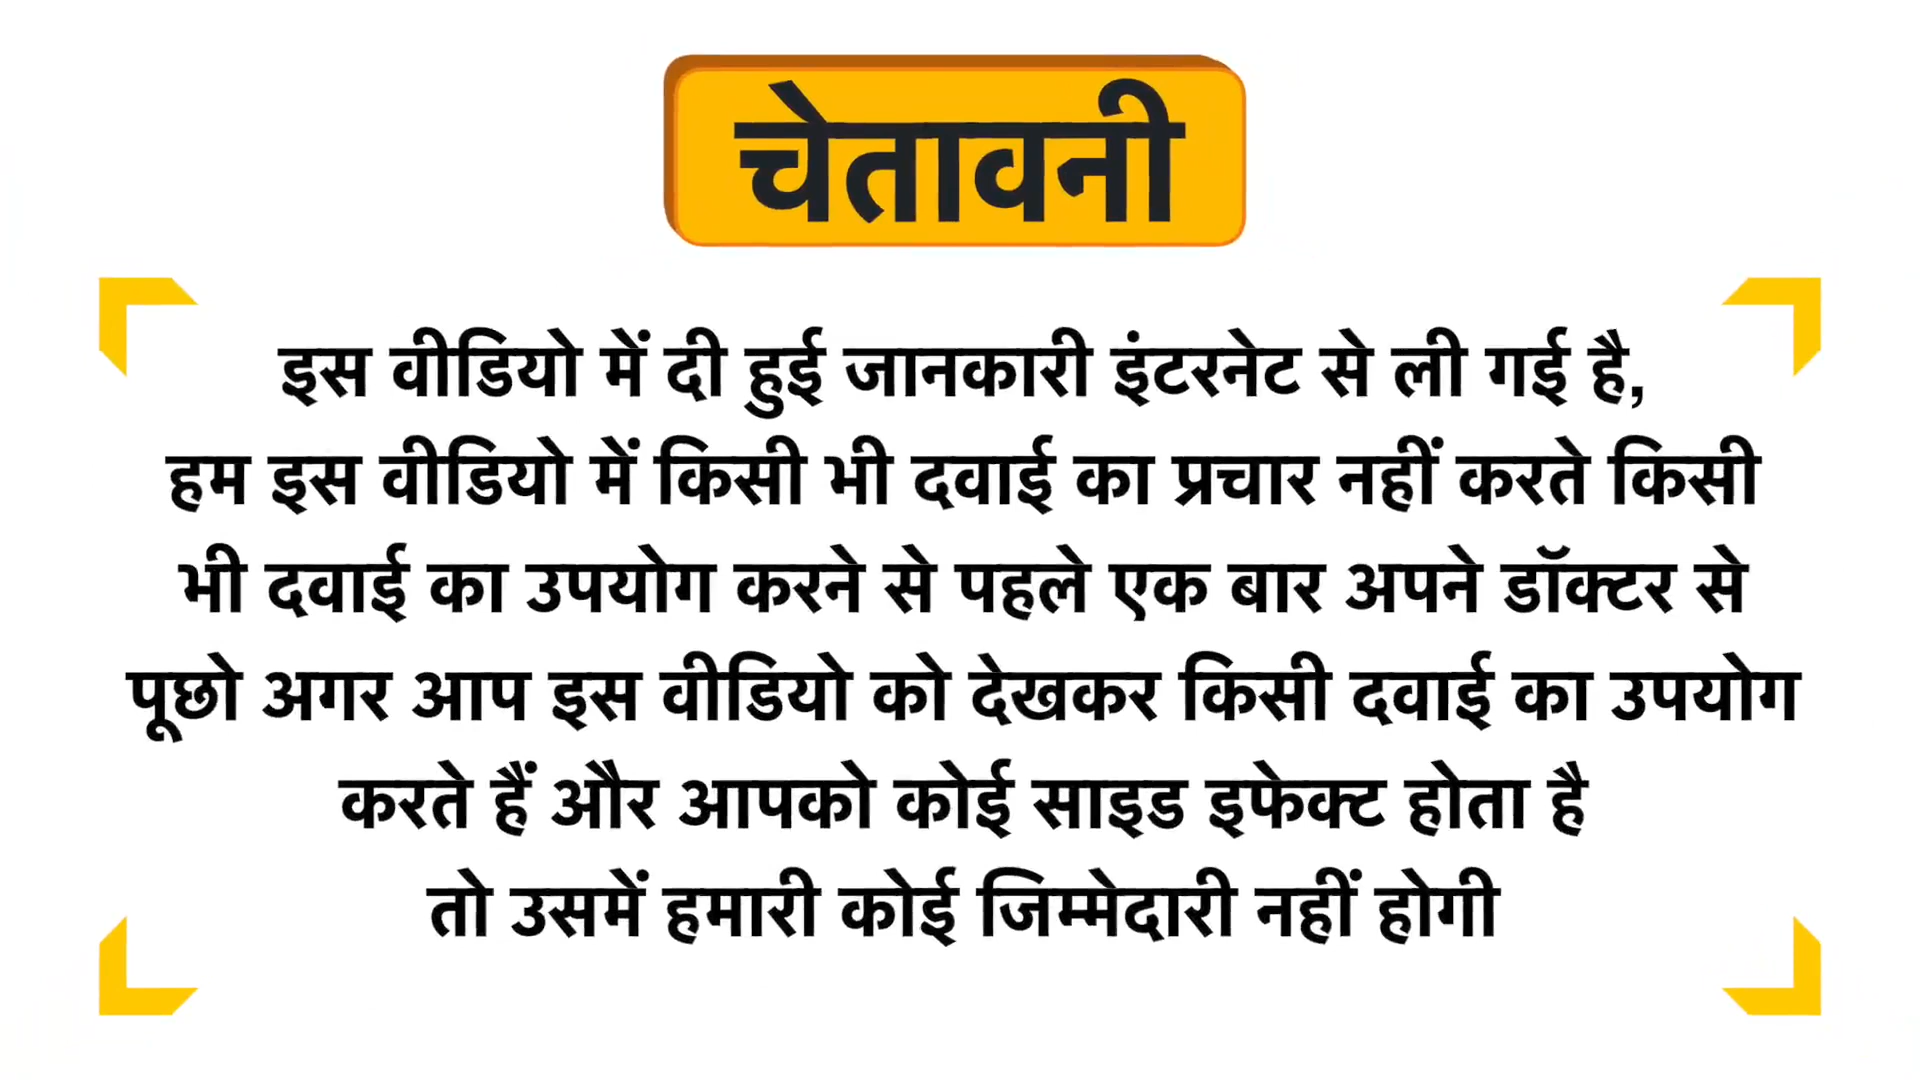 चेतावनी
इस वीडियो में दी हुई जानकारी इंटरनेट से ली गई है,
हम इस वीडियो में किसी भी दवाई का प्रचार नहीं करते किसी
भी दवाई का उपयोग करने से पहले एक बार अपने डॉक्टर से
पूछो अगर आप इस वीडियो को देखकर किसी दवाई का उपयोग
करते हैं और आपको कोई साइड इफेक्ट होता है
तो उसमें हमारी कोई जिम्मेदारी नहीं होगी